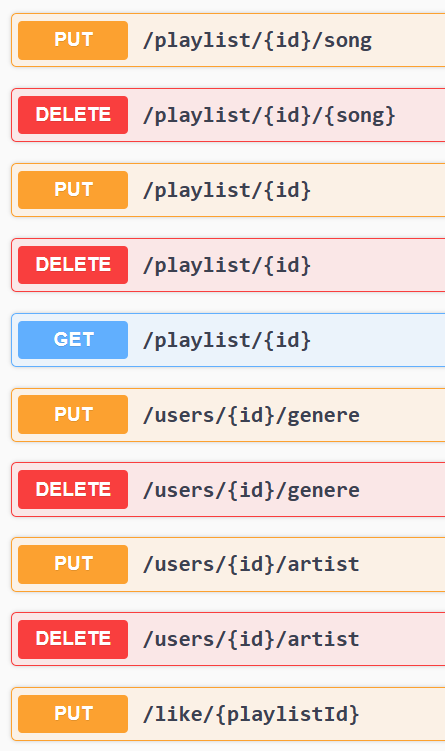 PUT /playlist/{id}/song
DELETE /playlist/{id}/{song}
PUT /playlist/{id}
DELETE /playlist/{id}
GET /playlist/{id}
PUT /users/{id}/genere
DELETE /users/{id}/genere
PUT /users/{id}/artist
DELETE /users/{id}/artist
PUT /like/{playlistId}